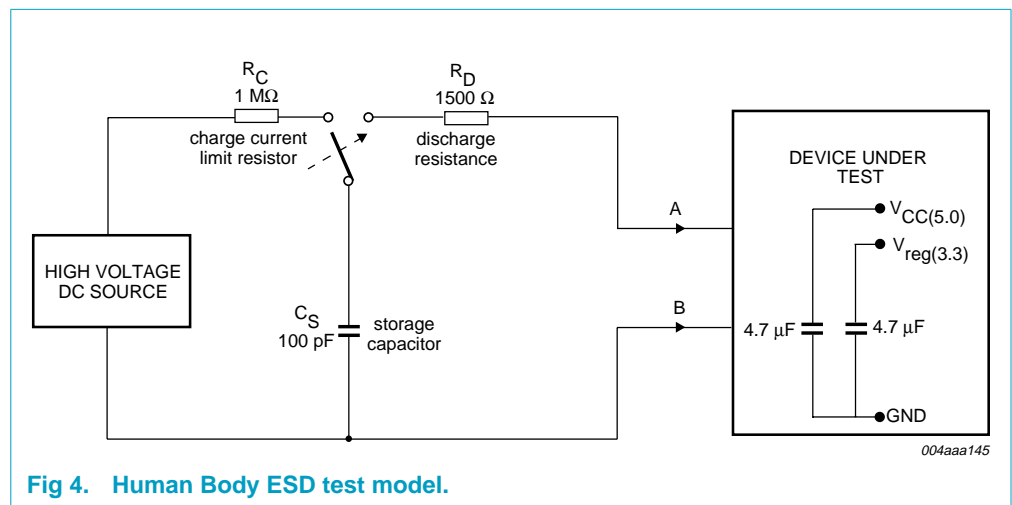 R_C
1 MΩ
charge current
limit resistor
R_D
1500 Ω
discharge
resistance
HIGH VOLTAGE
DC SOURCE
C_S
100 pF
storage
capacitor
A
B
DEVICE UNDER
TEST
V_CC(5.0)
V_reg(3.3)
4.7 μF
4.7 μF
GND
004aaa145
Fig 4. Human Body ESD test model.